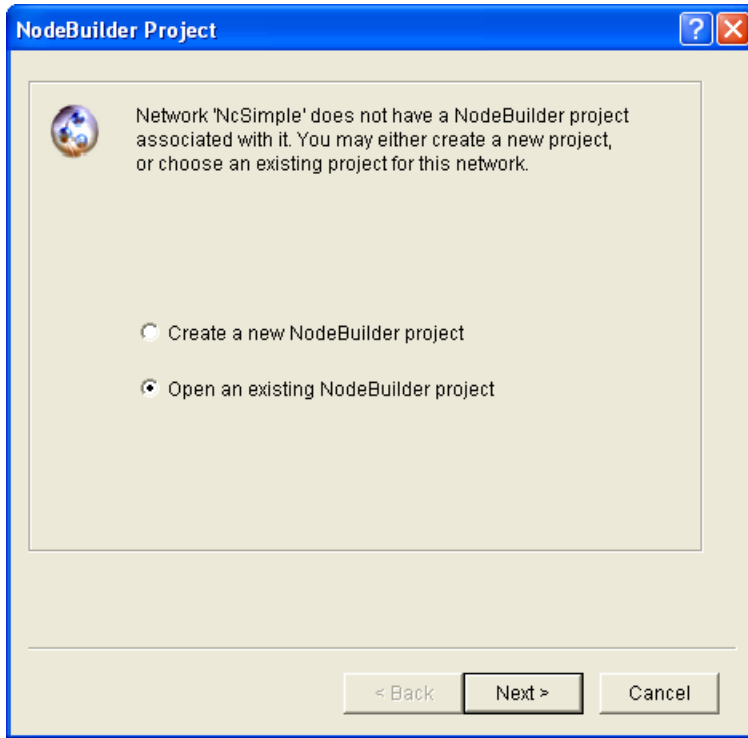 NodeBuilder Project
Network 'NcSimple' does not have a NodeBuilder project
associated with it. You may either create a new project,
or choose an existing project for this network.
Create a new NodeBuilder project
Open an existing NodeBuilder project
< Back Next > Cancel